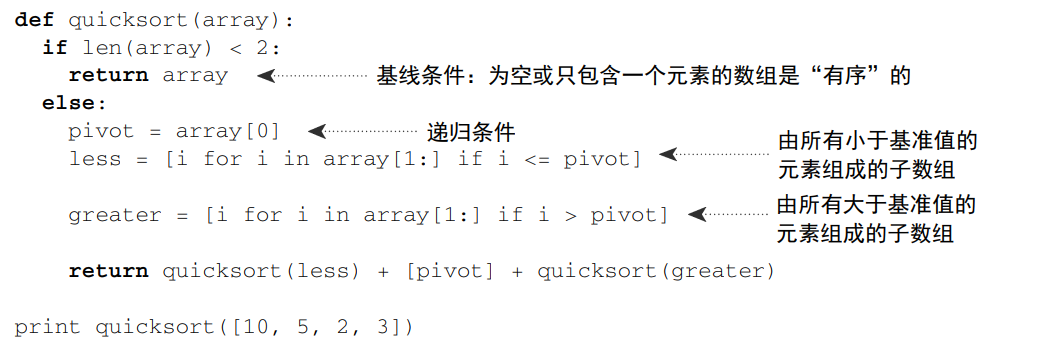 def quicksort(array):
  if len(array) < 2:
    return array 基线条件：为空或只包含一个元素的数组是“有序”的
  else:
    pivot = array[0] 递归条件
    less = [i for i in array[1:] if i <= pivot] 由所有小于基准值的
元素组成的子数组
    greater = [i for i in array[1:] if i > pivot] 由所有大于基准值的
元素组成的子数组
    return quicksort(less) + [pivot] + quicksort(greater)
print quicksort([10, 5, 2, 3])